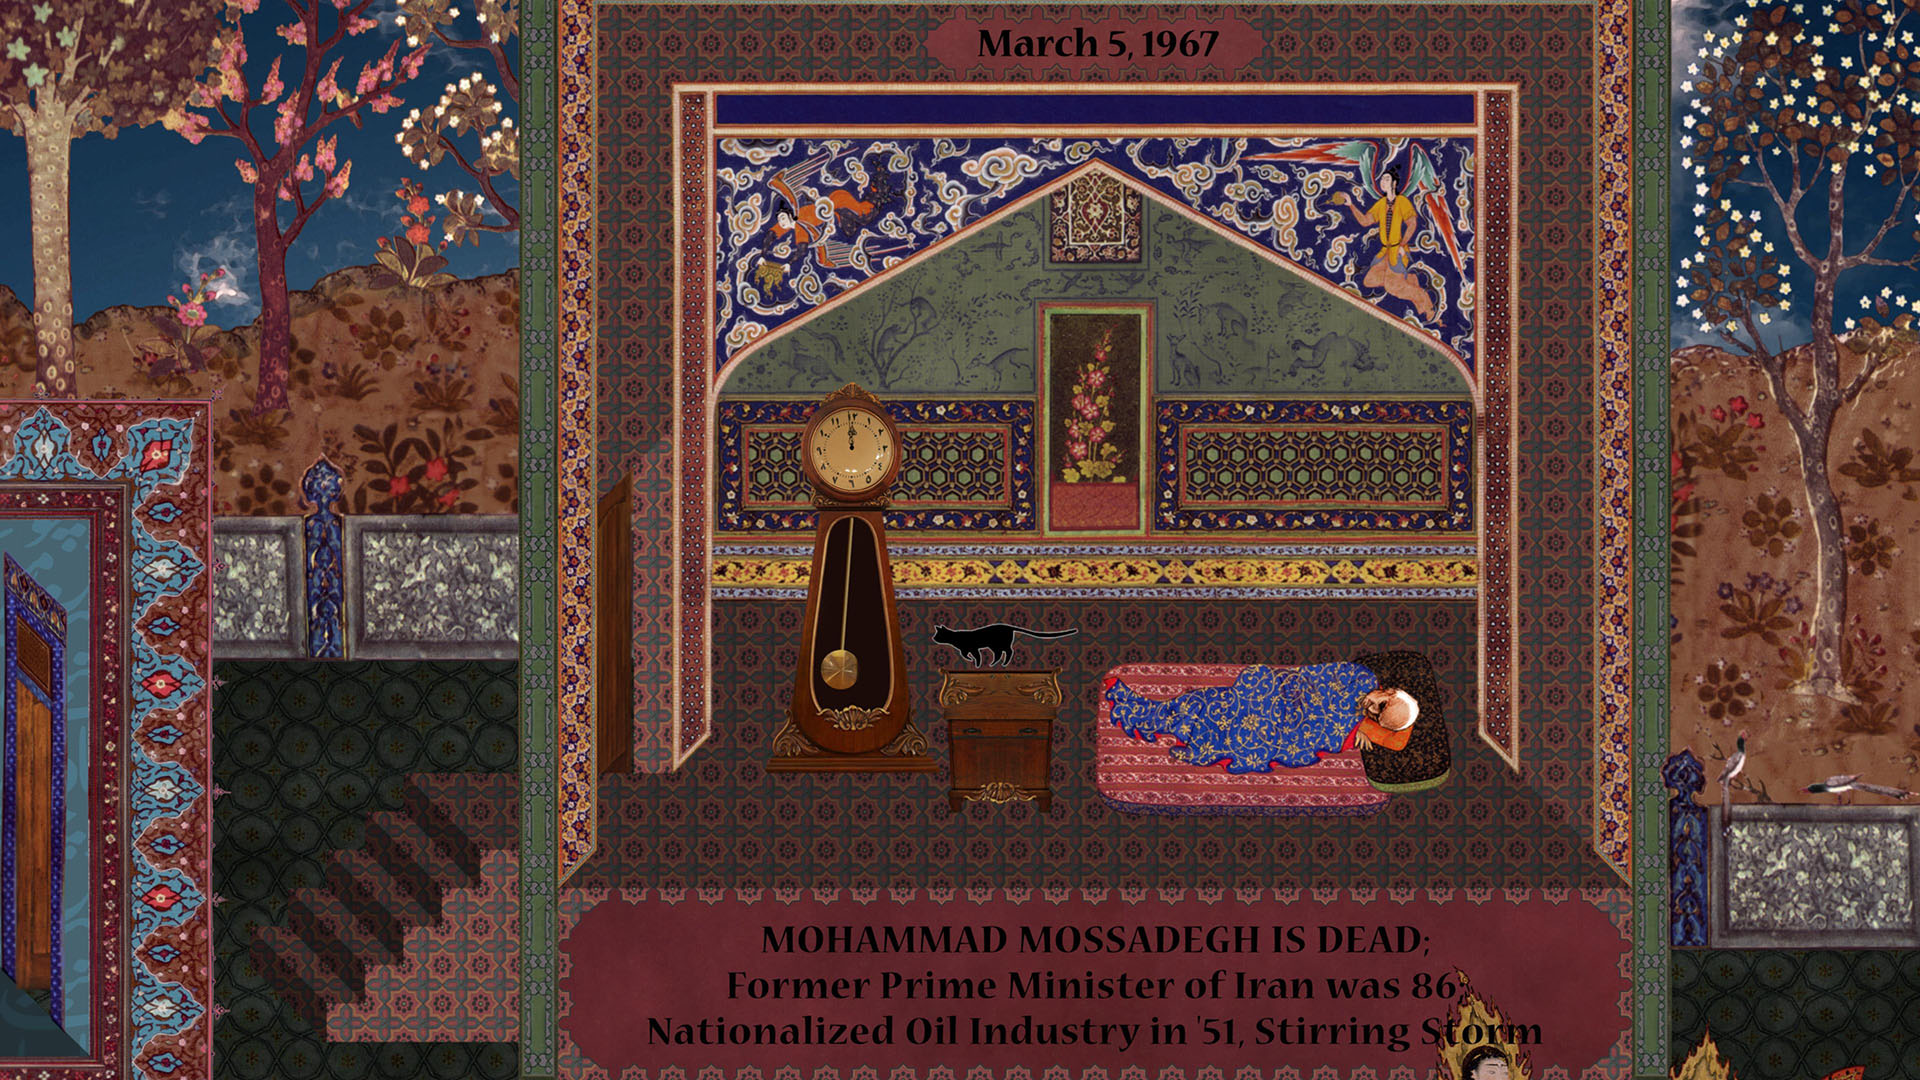 March 5, 1967
MOHAMMAD MOSSADEGH IS DEAD;
Former Prime Minister of Iran was 86;
Nationalized Oil Industry in '51, Stirring Storm